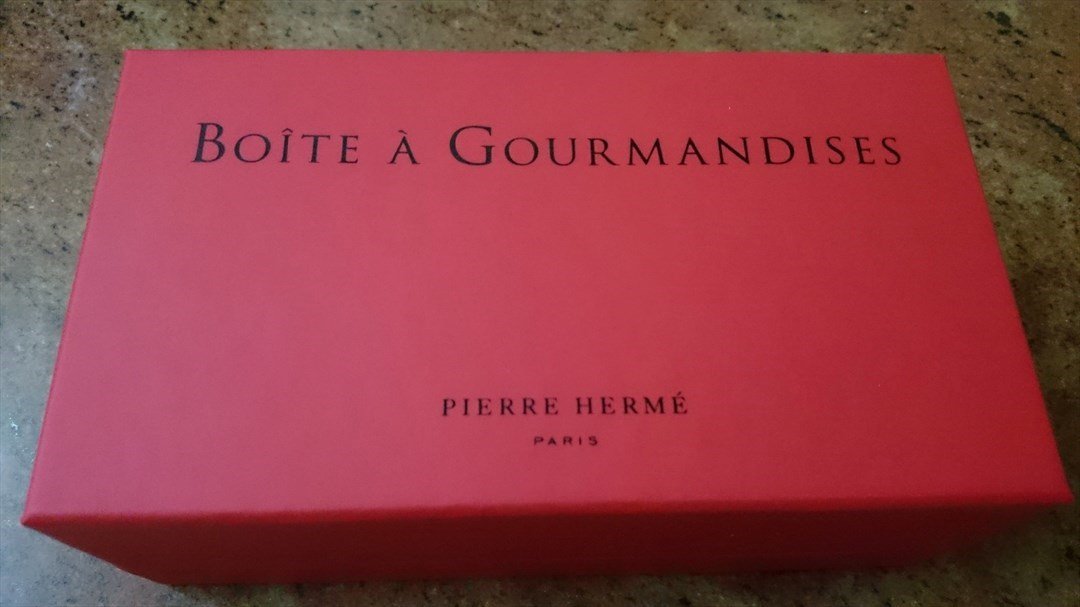 BOÎTE À GOURMANDISES
PIERRE HERMÉ
PARIS